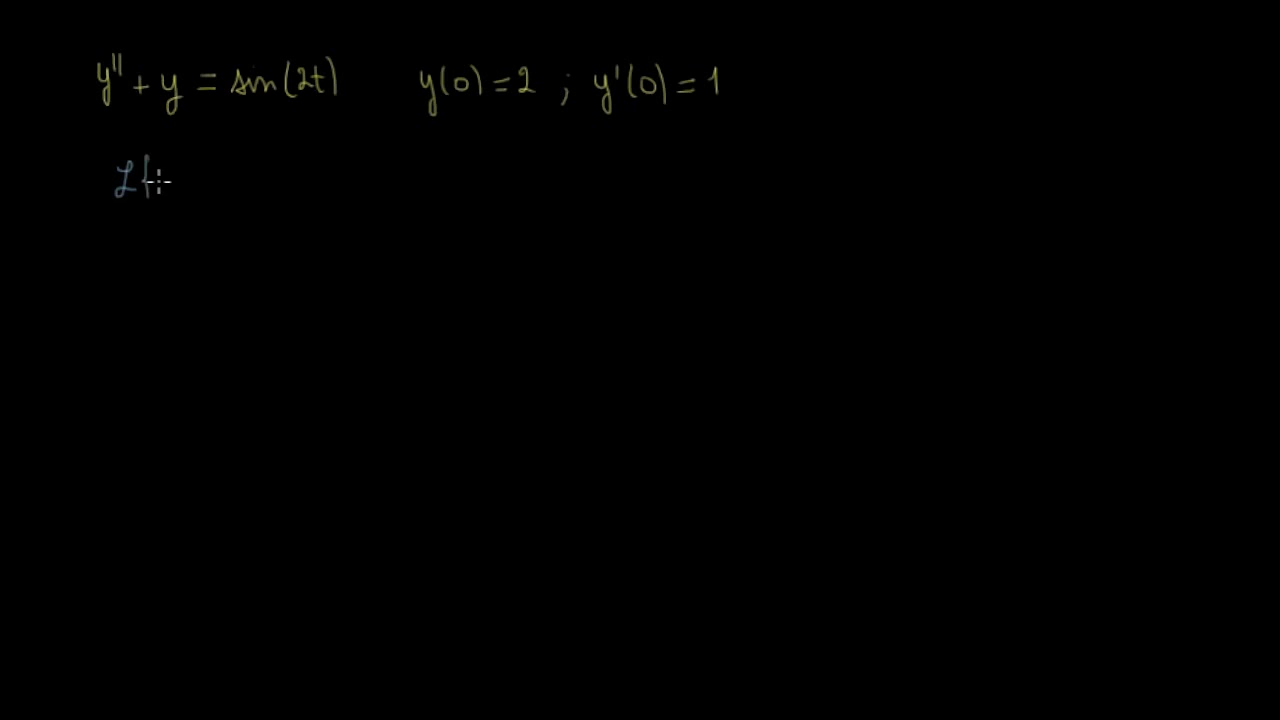 y'' + y = sin(2t) y(0) = 2 ; y'(0) = 1
ℒ{